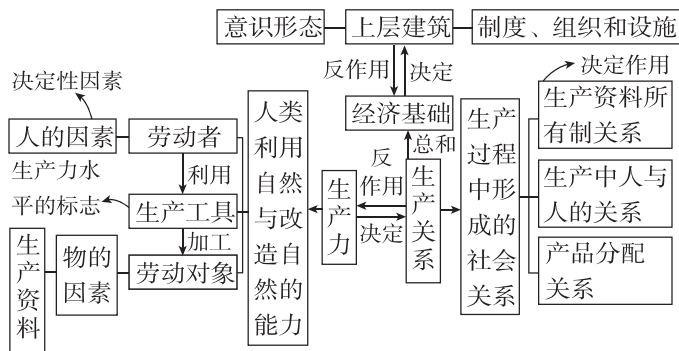 意识形态 上层建筑 制度、组织和设施
反作用 决定
决定性因素
决定作用
经济基础
人的因素 劳动者
利用
生产力水
平的标志
生产工具
加工
生产资料
物的
因素
劳动对象
人类
利用
自然
与改
造自
然的
能力
生产力
反
作用
决定
总和
生产关系
生产
过程
中形
成的
社会
关系
生产资料所
有制关系
生产中人与
人的关系
产品分配
关系